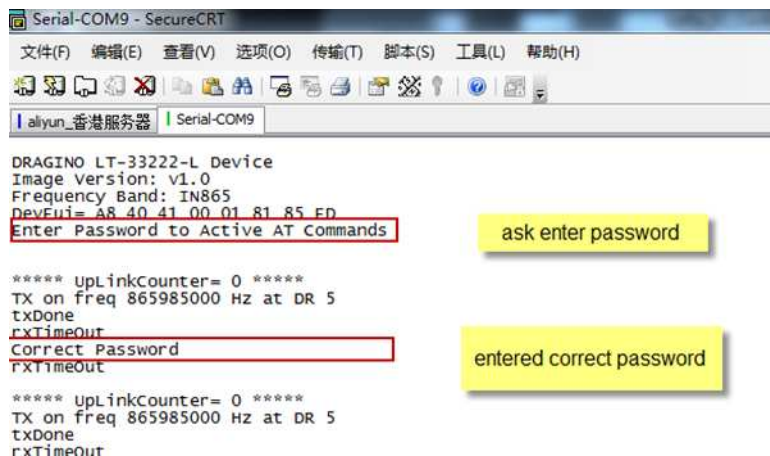 Serial-COM9 - SecureCRT
文件(F) 编辑(E) 查看(V) 选项(O) 传输(T) 脚本(S) 工具(L) 帮助(H)
aliyun_香港服务器 Serial-COM9
DRAGINO LT-33222-L Device
Image Version: v1.0
Frequency Band: IN865
DevEui= A8 40 41 00 01 81 85 FD
Enter Password to Active AT Commands
ask enter password
***** UpLinkCounter= 0 *****
TX on freq 865985000 Hz at DR 5
txDone
rxTimeOut
Correct Password
entered correct password
rxTimeOut
***** UpLinkCounter= 0 *****
TX on freq 865985000 Hz at DR 5
txDone
rxTimeOut